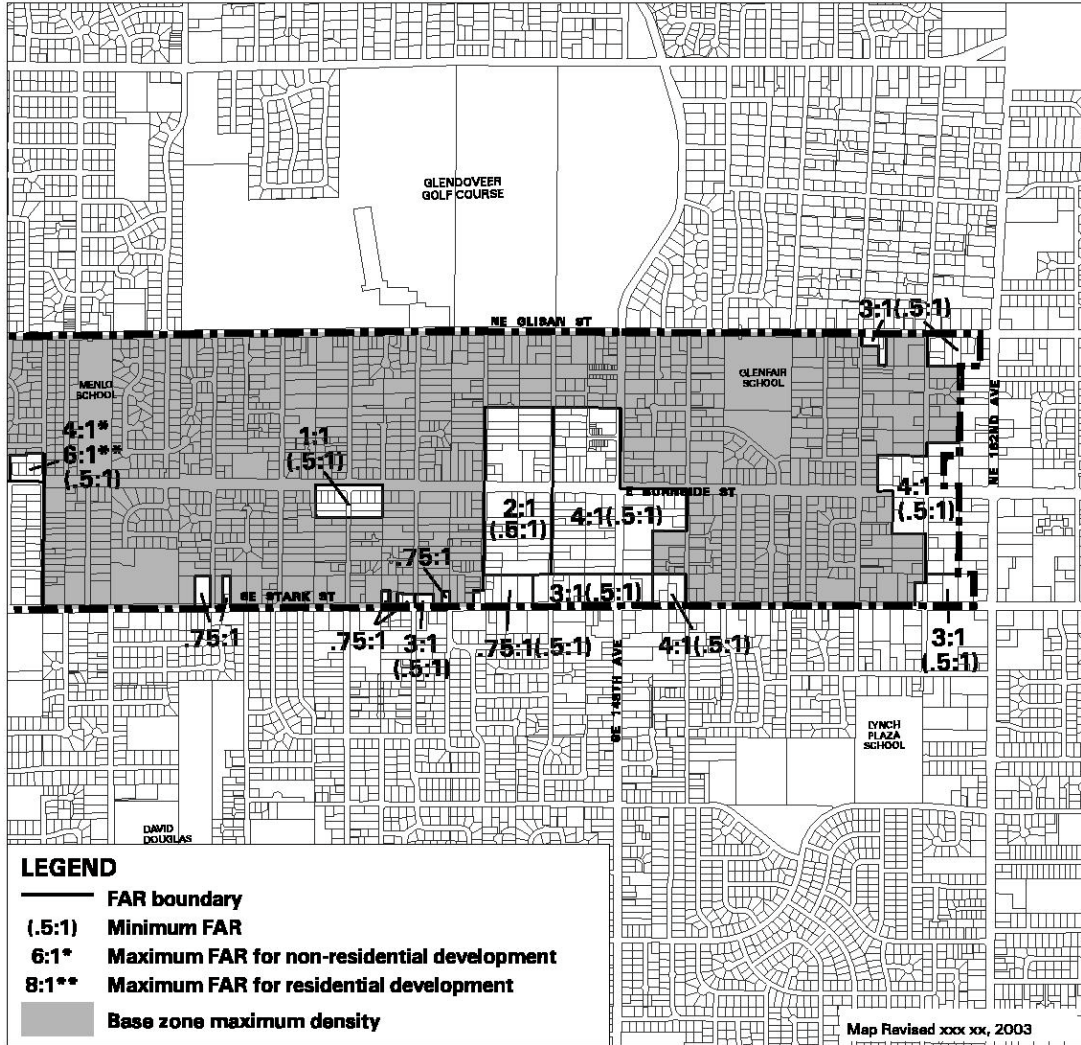 GLENDOVEER
GOLF COURSE
NE GLISAN ST
3:1(.5:1)
MENLO
SCHOOL
GLENFAIR
SCHOOL
NE 162ND AVE
4:1*
6:1**
(.5:1)
1:1
(.5:1)
2:1
(.5:1)
E BURNSIDE ST
4:1(.5:1)
4:1
(.5:1)
.75:1
SE STARK ST
3:1(.5:1)
.75:1
.75:1
3:1
(.5:1)
.75:1(.5:1)
4:1(.5:1)
3:1
(.5:1)
SE 148TH AVE
LYNCH
PLAZA
SCHOOL
DAVID
DOUGLAS
LEGEND
FAR boundary
(.5:1) Minimum FAR
6:1* Maximum FAR for non-residential development
8:1** Maximum FAR for residential development
Base zone maximum density
Map Revised xxx xx, 2003